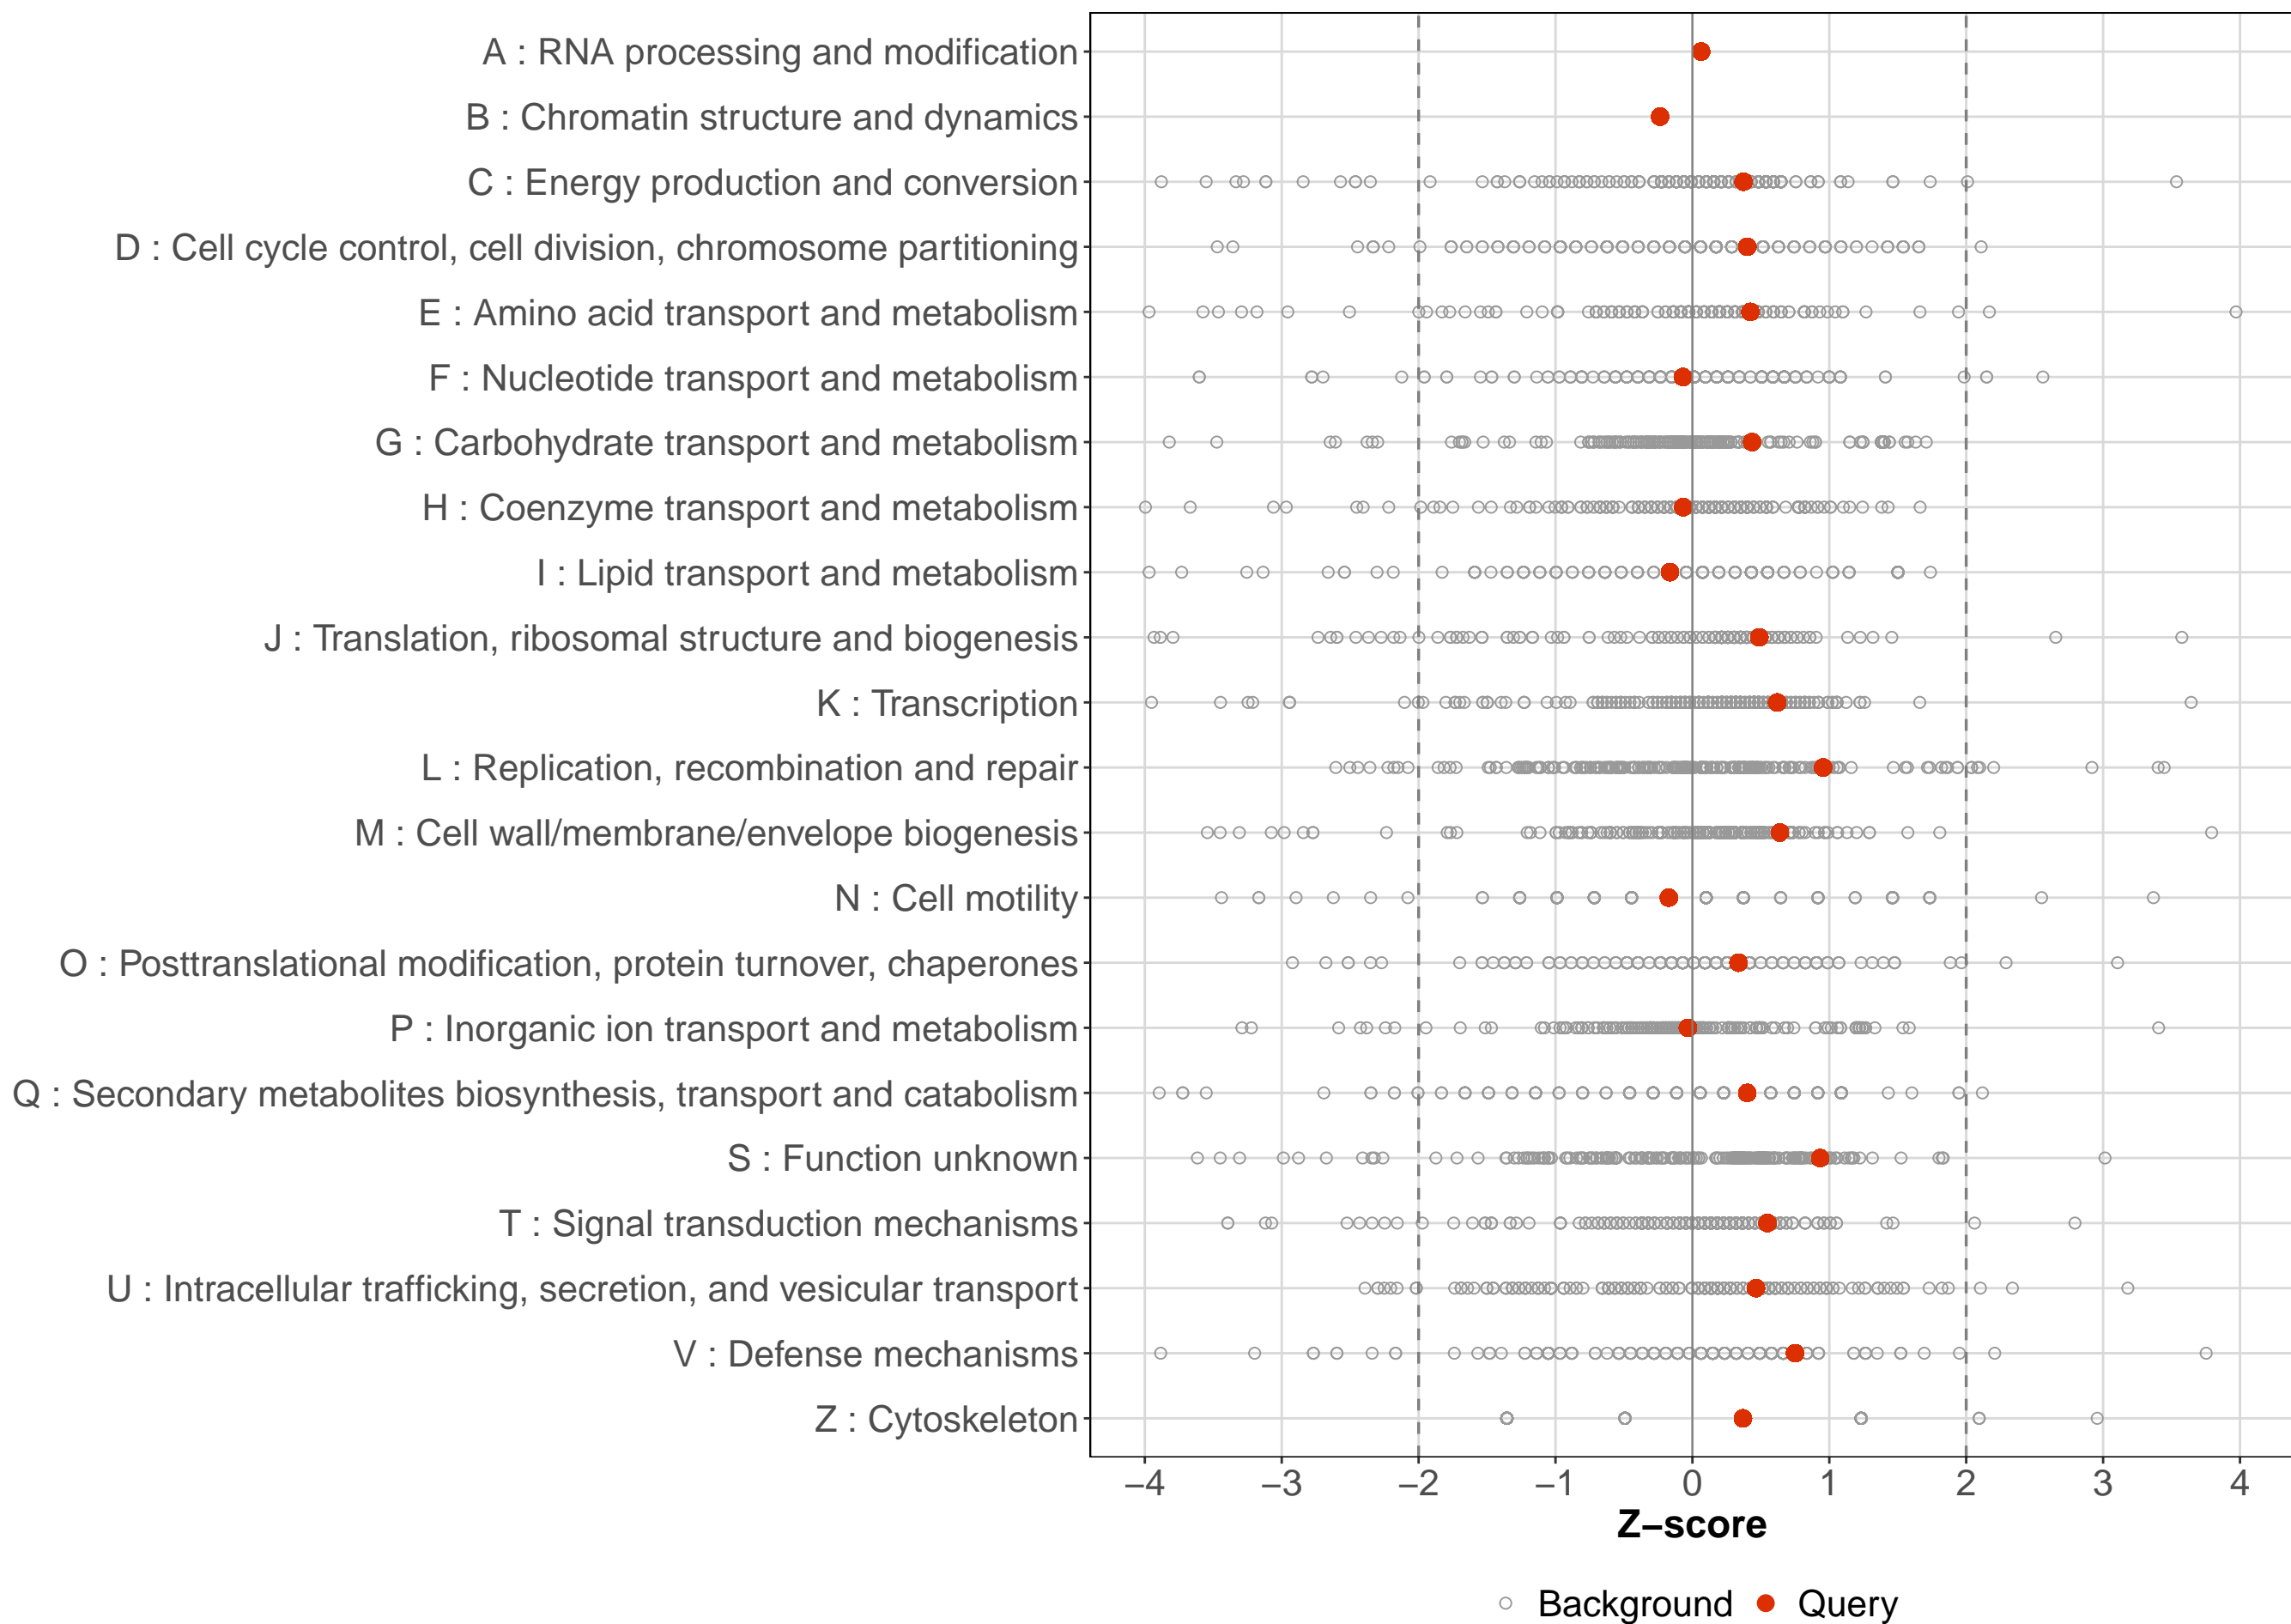 A : RNA processing and modification
B : Chromatin structure and dynamics
C : Energy production and conversion
D : Cell cycle control, cell division, chromosome partitioning
E : Amino acid transport and metabolism
F : Nucleotide transport and metabolism
G : Carbohydrate transport and metabolism
H : Coenzyme transport and metabolism
I : Lipid transport and metabolism
J : Translation, ribosomal structure and biogenesis
K : Transcription
L : Replication, recombination and repair
M : Cell wall/membrane/envelope biogenesis
N : Cell motility
O : Posttranslational modification, protein turnover, chaperones
P : Inorganic ion transport and metabolism
Q : Secondary metabolites biosynthesis, transport and catabolism
S : Function unknown
T : Signal transduction mechanisms
U : Intracellular trafficking, secretion, and vesicular transport
V : Defense mechanisms
Z : Cytoskeleton
−4 −3 −2 −1 0 1 2 3 4
Z−score
Background Query